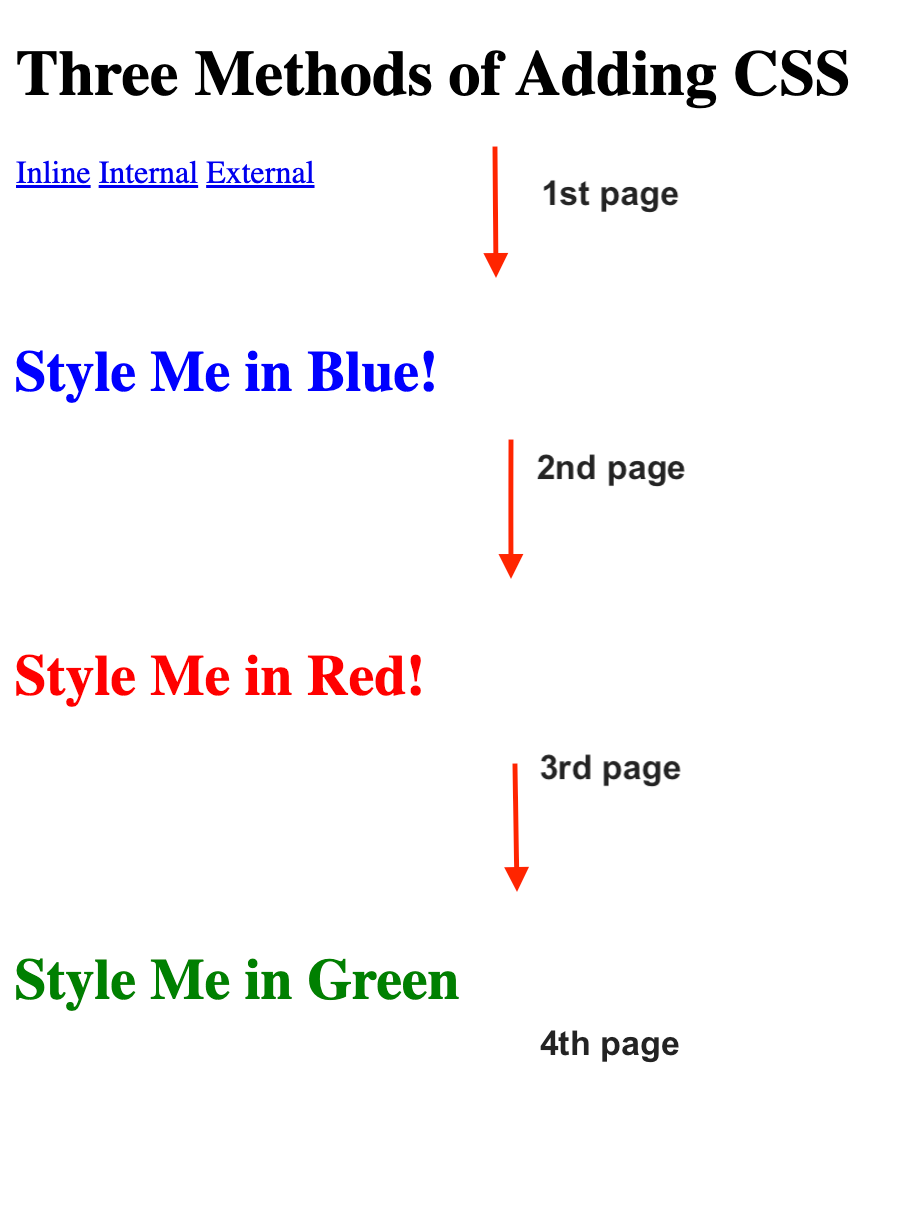 Three Methods of Adding CSS
Inline Internal External
1st page
Style Me in Blue!
2nd page
Style Me in Red!
3rd page
Style Me in Green
4th page